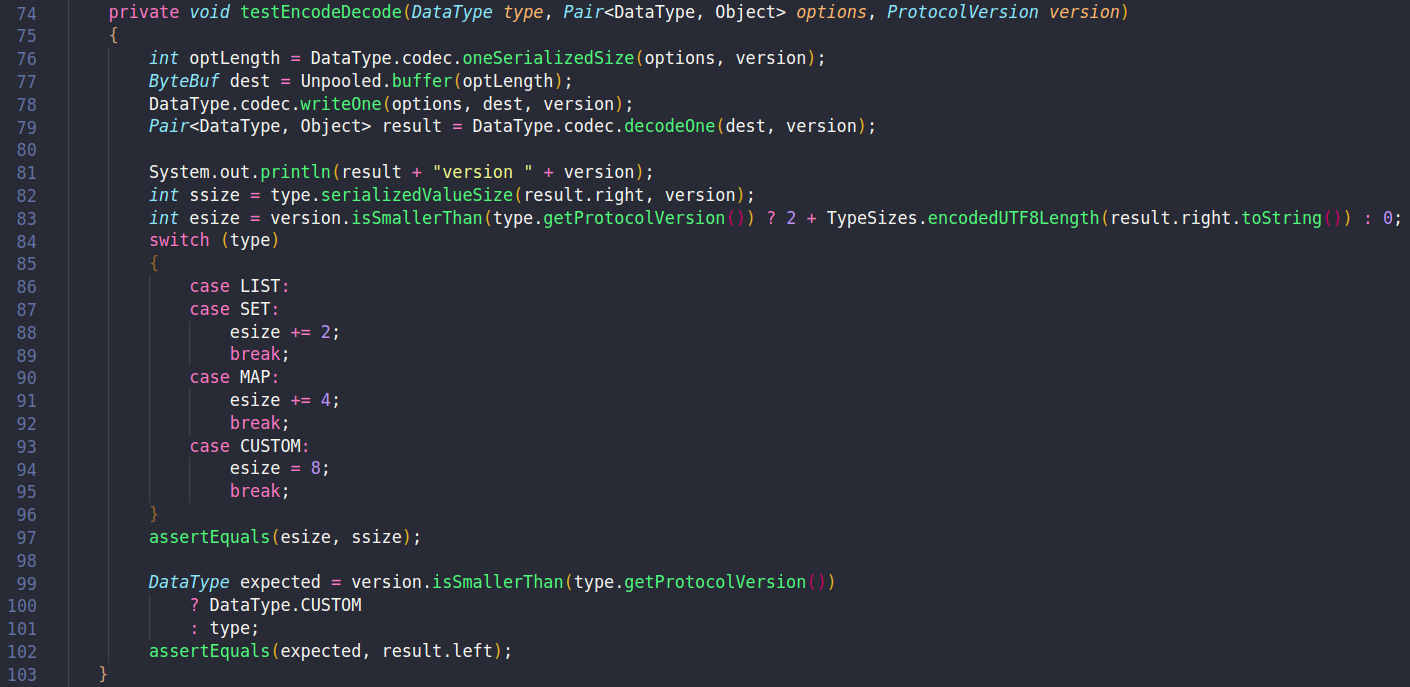 74 private void testEncodeDecode(DataType type, Pair<DataType, Object> options, ProtocolVersion version)
75 {
76 int optLength = DataType.codec.oneSerializedSize(options, version);
77 ByteBuf dest = Unpooled.buffer(optLength);
78 DataType.codec.writeOne(options, dest, version);
79 Pair<DataType, Object> result = DataType.codec.decodeOne(dest, version);
80
81 System.out.println(result + "version " + version);
82 int ssize = type.serializedValueSize(result.right, version);
83 int esize = version.isSmallerThan(type.getProtocolVersion()) ? 2 + TypeSizes.encodedUTF8Length(result.right.toString()) : 0;
84 switch (type)
85 {
86 case LIST:
87 case SET:
88 esize += 2;
89 break;
90 case MAP:
91 esize += 4;
92 break;
93 case CUSTOM:
94 esize = 8;
95 break;
96 }
97 assertEquals(esize, ssize);
98
99 DataType expected = version.isSmallerThan(type.getProtocolVersion())
100 ? DataType.CUSTOM
101 : type;
102 assertEquals(expected, result.left);
103 }